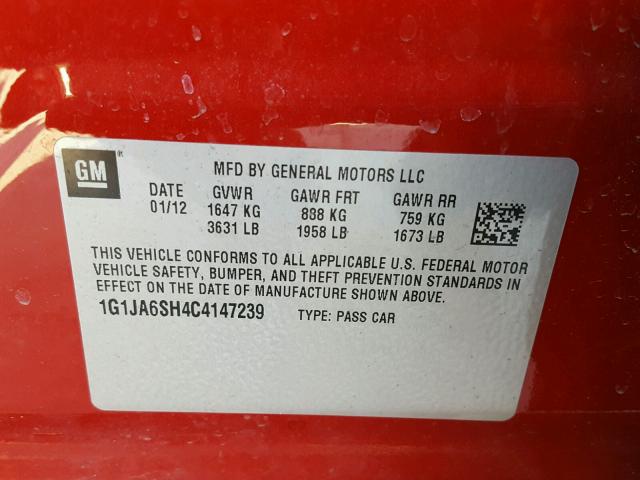 GM®
MFD BY GENERAL MOTORS LLC
DATE GVWR GAWR FRT GAWR RR
01/12 1647 KG 888 KG 759 KG
3631 LB 1958 LB 1673 LB
THIS VEHICLE CONFORMS TO ALL APPLICABLE U.S. FEDERAL MOTOR
VEHICLE SAFETY, BUMPER, AND THEFT PREVENTION STANDARDS IN
EFFECT ON THE DATE OF MANUFACTURE SHOWN ABOVE.
1G1JA6SH4C4147239 TYPE: PASS CAR